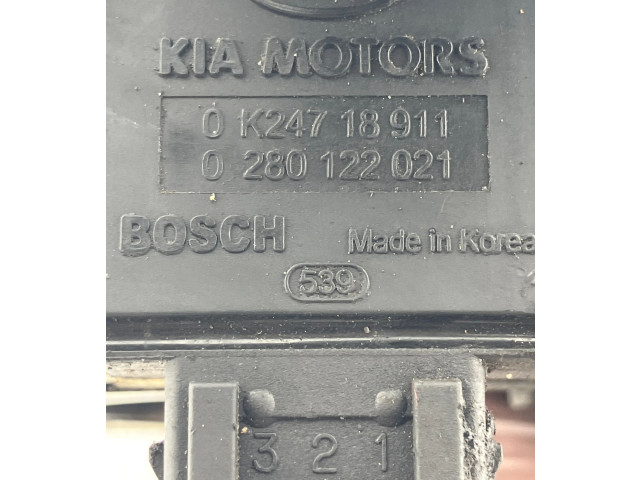 KIA MOTORS
0 K247 18 911
0 280 122 021
BOSCH Made in Korea
539
3 2 1